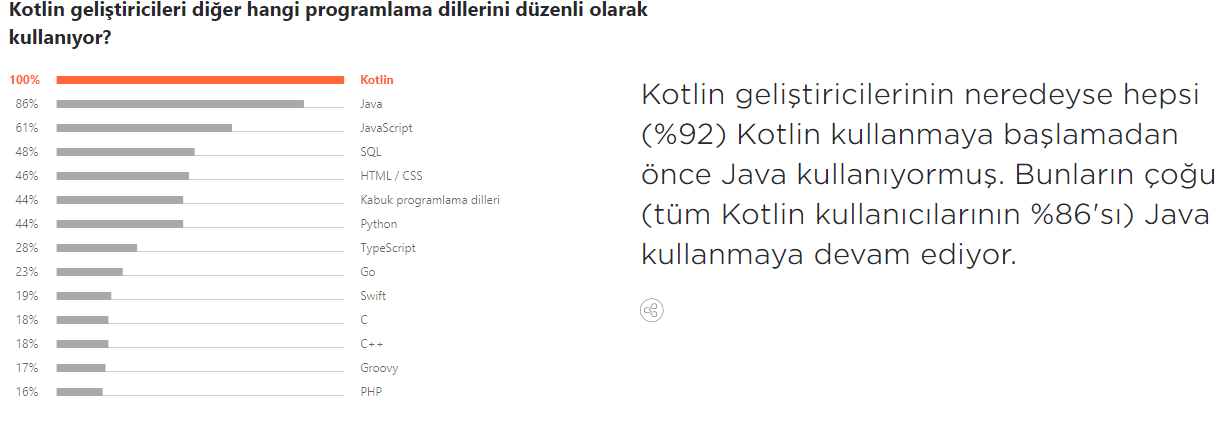 Kotlin geliştiricileri diğer hangi programlama dillerini düzenli olarak
kullanıyor?
100% Kotlin
86% Java
61% JavaScript
48% SQL
46% HTML / CSS
44% Kabuk programlama dilleri
44% Python
28% TypeScript
23% Go
19% Swift
18% C
18% C++
17% Groovy
16% PHP
Kotlin geliştiricilerinin neredeyse hepsi
(%92) Kotlin kullanmaya başlamadan
önce Java kullanıyormuş. Bunların çoğu
(tüm Kotlin kullanıcılarının %86'sı) Java
kullanmaya devam ediyor.